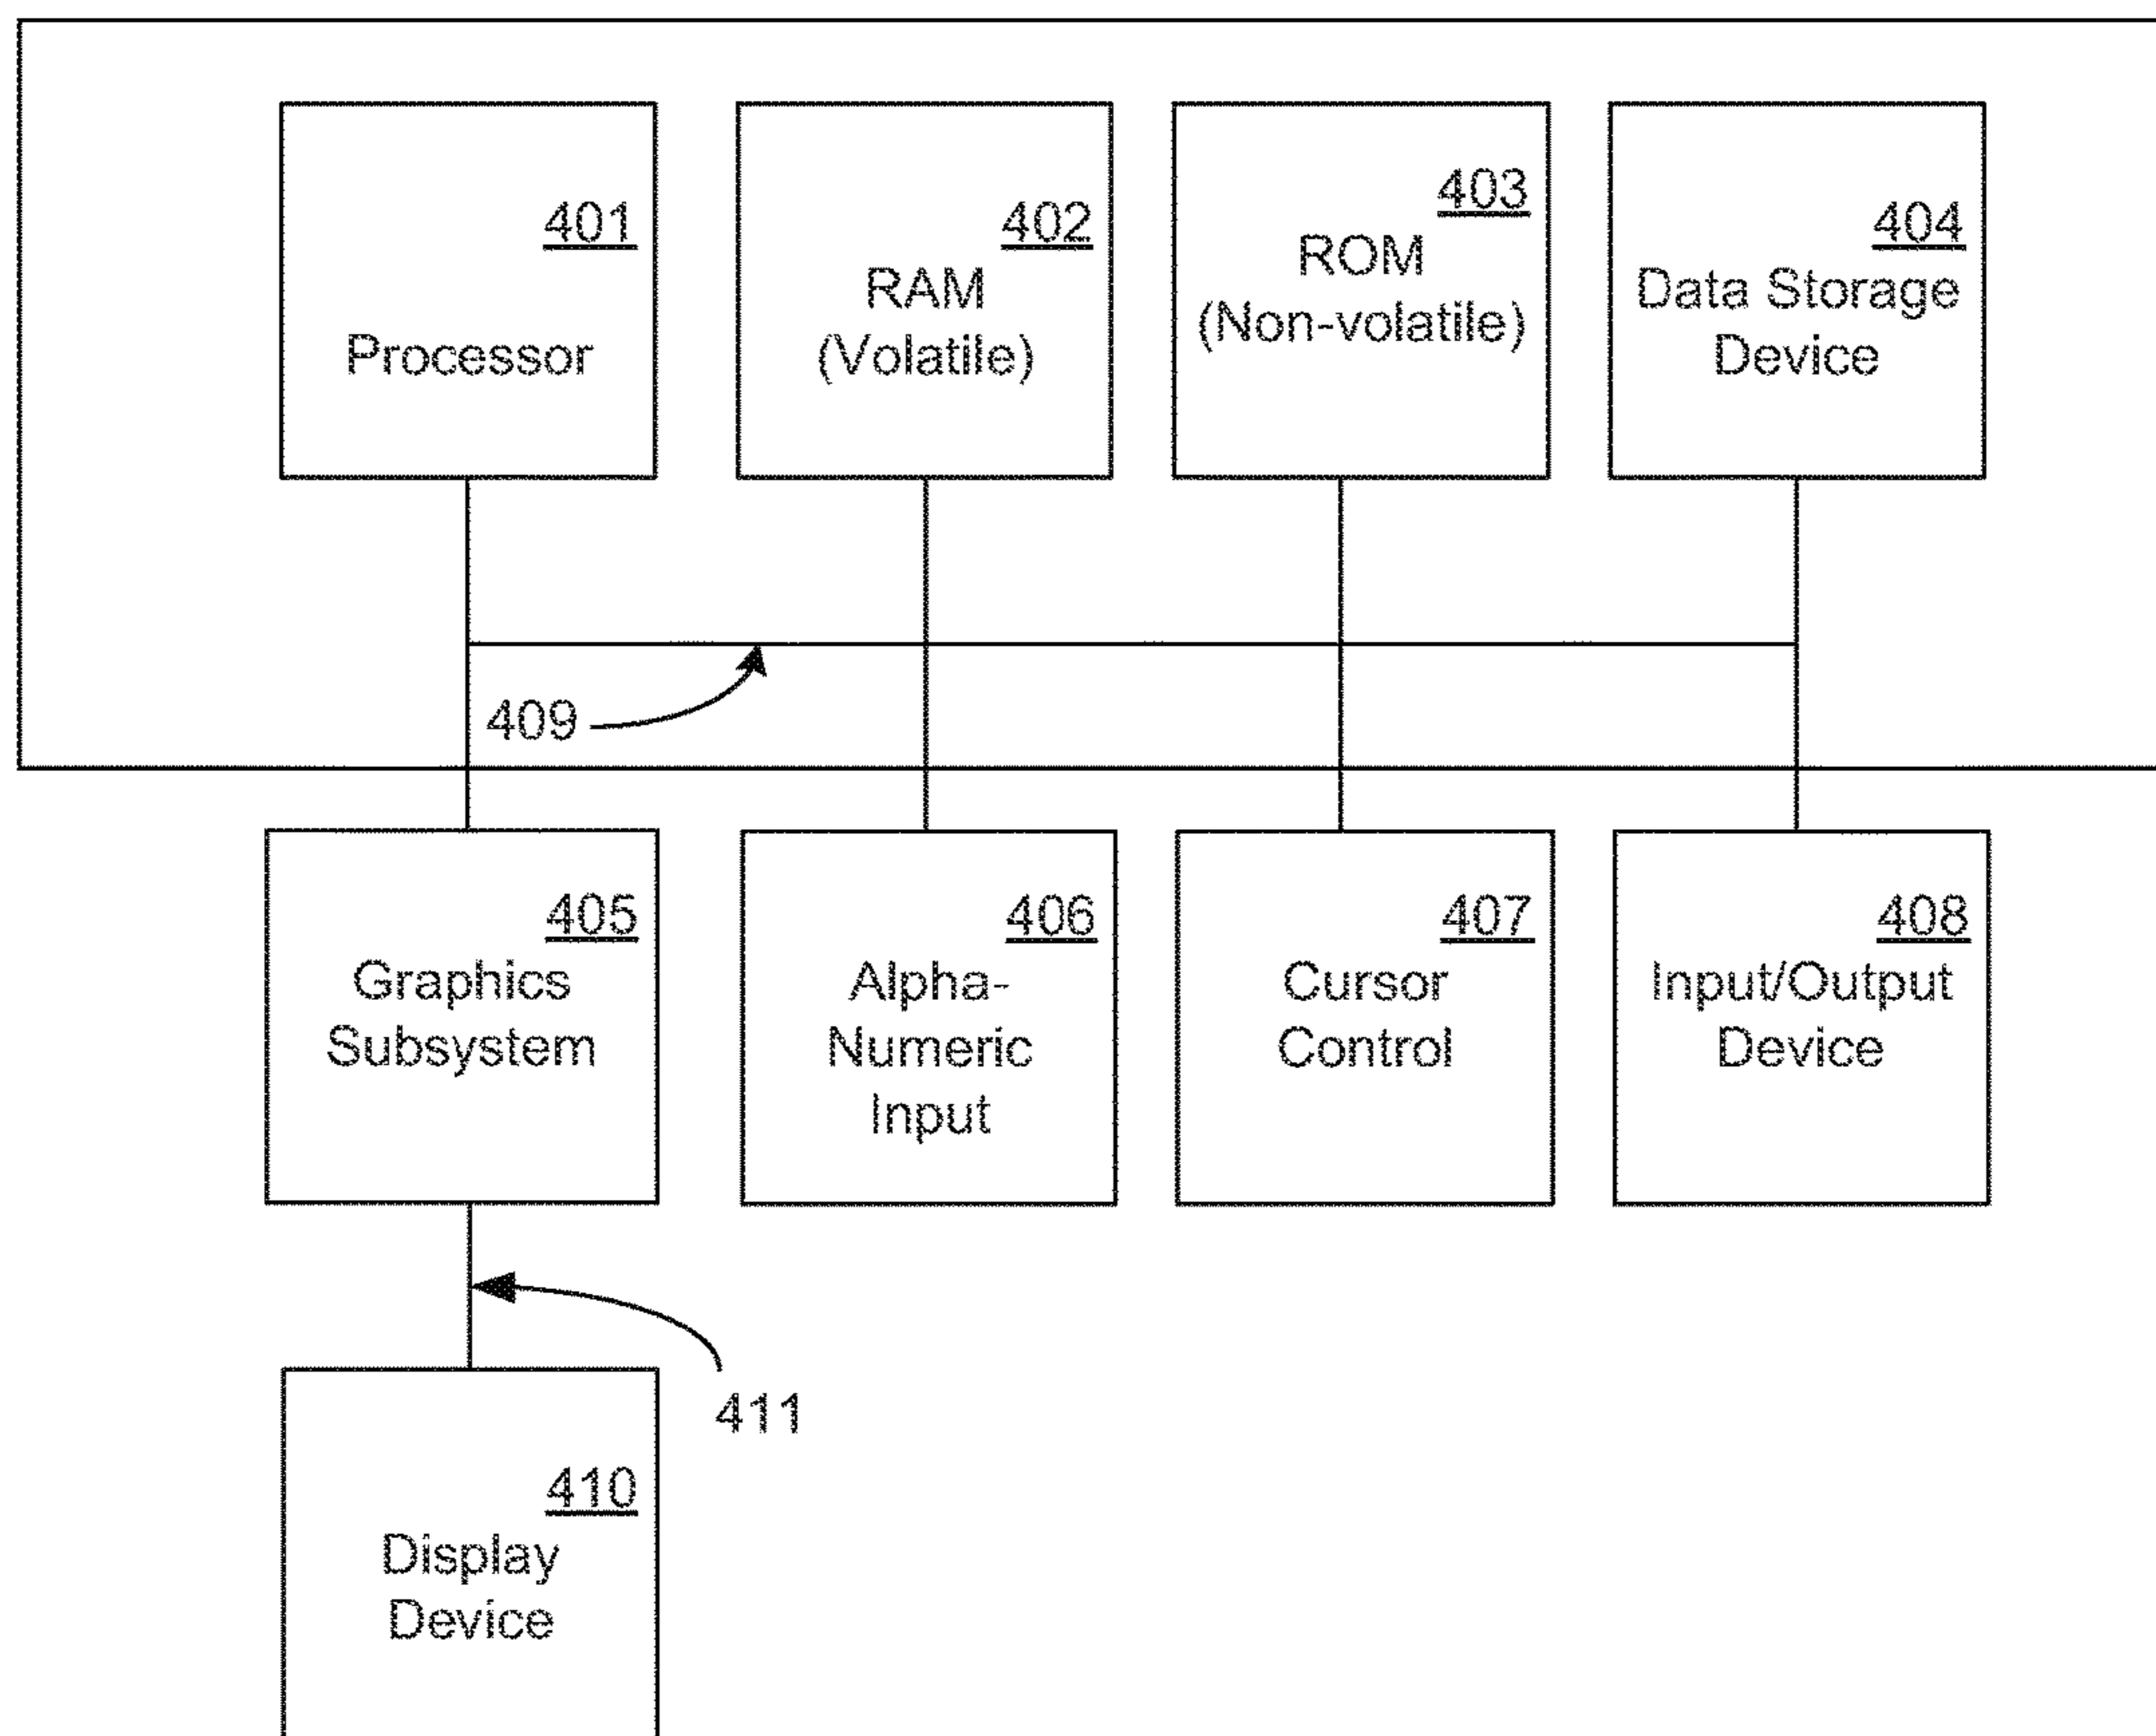 401
Processor
402
RAM
(Volatile)
403
ROM
(Non-volatile)
404
Data Storage
Device
409
405
Graphics
Subsystem
406
Alpha-
Numeric
Input
407
Cursor
Control
408
Input/Output
Device
411
410
Display
Device